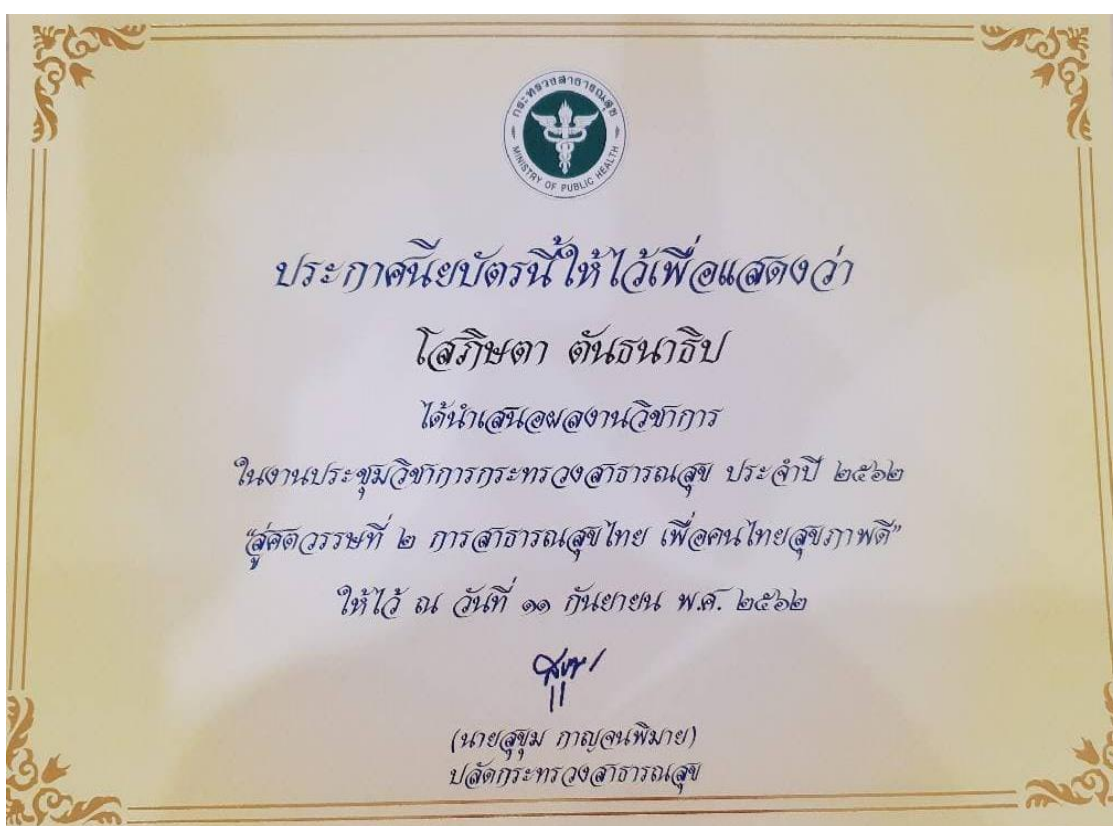 กระทรวงสาธารณสุข
MINISTRY OF PUBLIC HEALTH
ประกาศนียบัตรนี้ให้ไว้เพื่อแสดงว่า
โสภิษตา ตันธนาธิป
ได้นำเสนอผลงานวิชาการ
ในงานประชุมวิชาการกระทรวงสาธารณสุข ประจำปี ๒๕๖๒
“สู่ศตวรรษที่ ๒ การสาธารณสุขไทย เพื่อคนไทยสุขภาพดี”
ให้ไว้ ณ วันที่ ๑๑ กันยายน พ.ศ. ๒๕๖๒
(นายสุขุม กาญจนพิมาย)
ปลัดกระทรวงสาธารณสุข